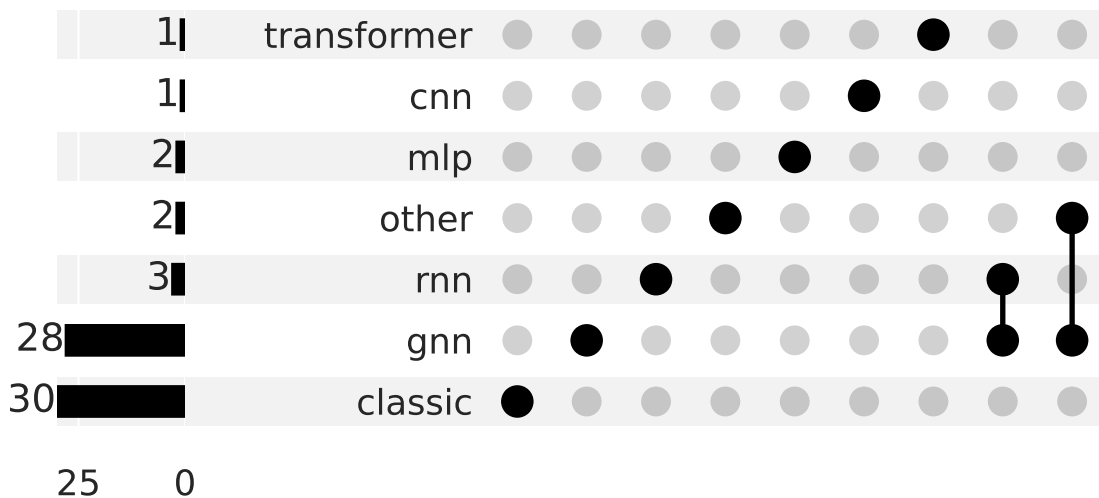 1 transformer
1 cnn
2 mlp
2 other
3 rnn
28 gnn
30 classic
25 0